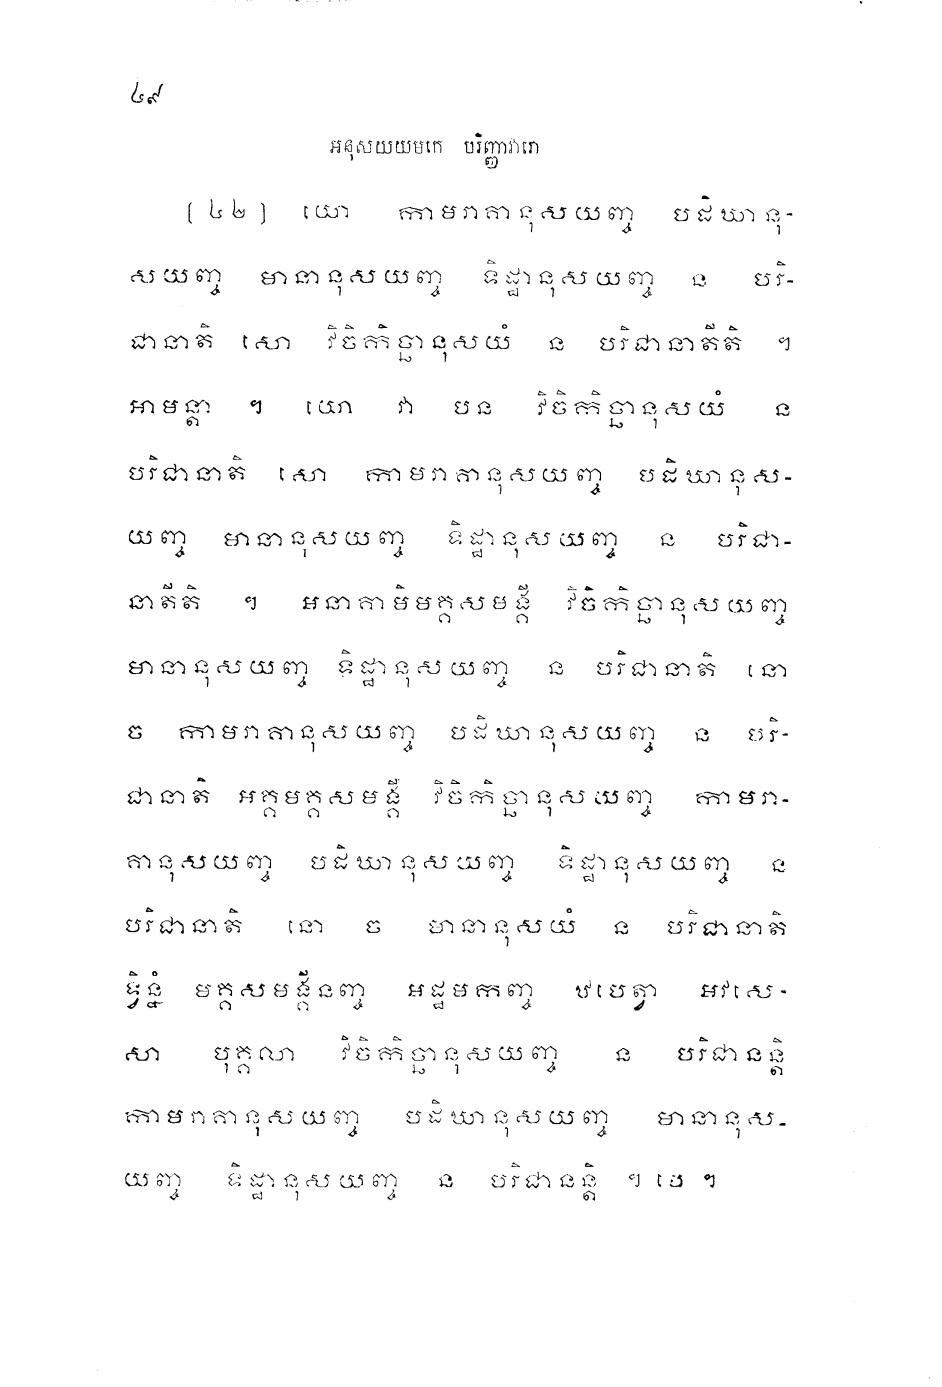 ៤៩
អនុសយយមកេ បរិញ្ញាវារោ
(៤២) យោ កាមរាគានុសយញ្ច បដិឃានុ-
សយញ្ច មានានុសយញ្ច ទិដ្ឋានុសយញ្ច ន បរិ-
ជានាតិ សោ វិចិកិច្ឆានុសយំ ន បរិជានាតីតិ ។
អាមន្តា ។ យោ វា បន វិចិកិច្ឆានុសយំ ន
បរិជានាតិ សោ កាមរាគានុសយញ្ច បដិឃានុស-
យញ្ច មានានុសយញ្ច ទិដ្ឋានុសយញ្ច ន បរិជា-
នាតីតិ ។ អនាគាមិមគ្គសមង្គី វិចិកិច្ឆានុសយញ្ច
មានានុសយញ្ច ទិដ្ឋានុសយញ្ច ន បរិជានាតិ នោ
ច កាមរាគានុសយញ្ច បដិឃានុសយញ្ច ន បរិ-
ជានាតិ អគ្គមគ្គសមង្គី វិចិកិច្ឆានុសយញ្ច កាមរា-
គានុសយញ្ច បដិឃានុសយញ្ច ទិដ្ឋានុសយញ្ច ន
បរិជានាតិ នោ ច មានានុសយំ ន បរិជានាតិ
ទ្វិន្នំ មគ្គសមង្គីនញ្ច អដ្ឋមកញ្ច ឋបេត្វា អវសេ-
សា បុគ្គលា វិចិកិច្ឆានុសយញ្ច ន បរិជានន្តិ
កាមរាគានុសយញ្ច បដិឃានុសយញ្ច មានានុស-
យញ្ច ទិដ្ឋានុសយញ្ច ន បរិជានន្តិ ។បេ។